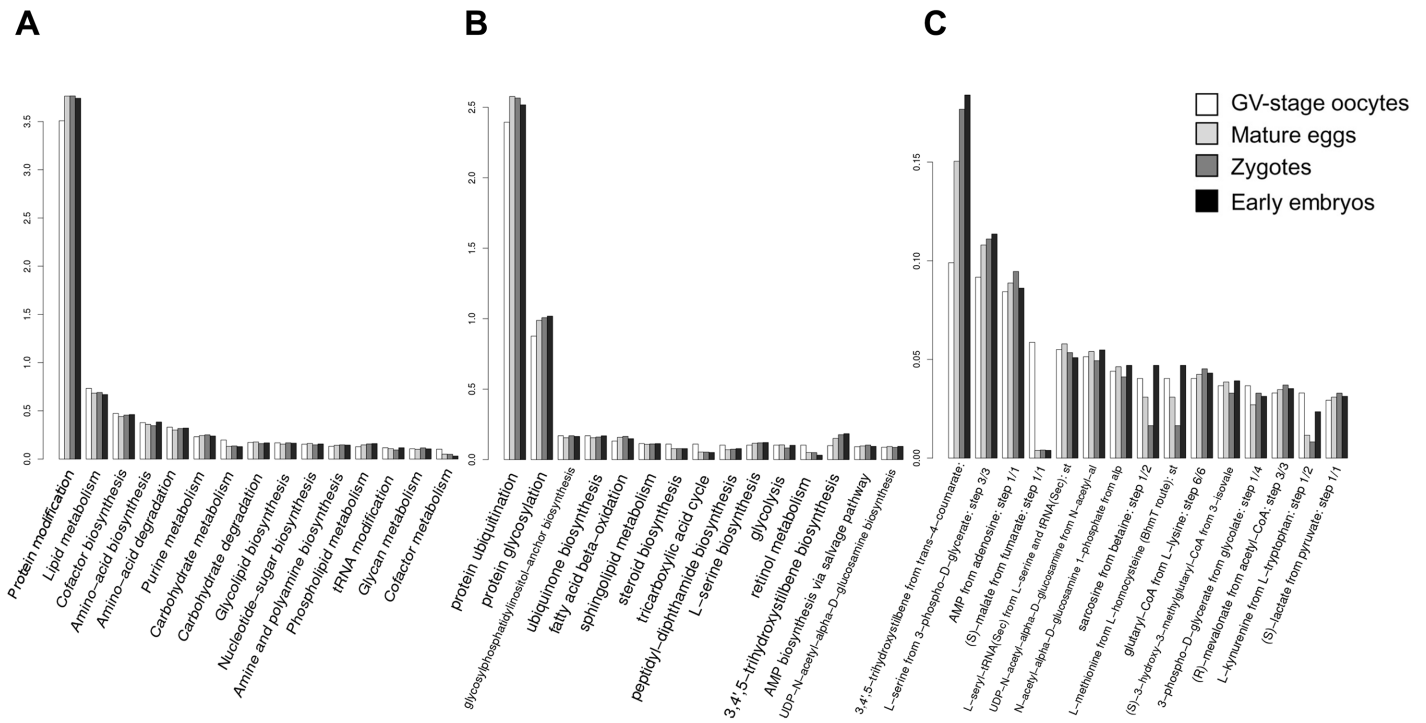 A
B
C
GV-stage oocytes
Mature eggs
Zygotes
Early embryos
3.5
3.0
2.5
2.0
1.5
1.0
0.5
0.0
Protein modification
Lipid metabolism
Cofactor biosynthesis
Amino-acid biosynthesis
Amino-acid degradation
Purine metabolism
Carbohydrate metabolism
Carbohydrate degradation
Glycolipid biosynthesis
Nucleotide-sugar biosynthesis
Amine and polyamine biosynthesis
Phospholipid metabolism
tRNA modification
Glycan metabolism
Cofactor metabolism
2.5
2.0
1.5
1.0
0.5
0.0
protein ubiquitination
protein glycosylation
glycosylphosphatidylinositol-anchor biosynthesis
ubiquinone biosynthesis
fatty acid beta-oxidation
sphingolipid metabolism
steroid biosynthesis
tricarboxylic acid cycle
peptidyl-diphthamide biosynthesis
L-serine biosynthesis
glycolysis
retinol metabolism
3,4',5-trihydroxystilbene biosynthesis
AMP biosynthesis via salvage pathway
UDP-N-acetyl-alpha-D-glucosamine biosynthesis
0.15
0.10
0.05
0.00
3,4',5-trihydroxystilbene from trans-4-coumarate:
L-serine from 3-phospho-D-glycerate: step 3/3
AMP from adenosine: step 1/1
(S)-malate from fumarate: step 1/1
L-seryl-tRNA(Sec) from L-serine and tRNA(Sec): st
UDP-N-acetyl-alpha-D-glucosamine from N-acetyl-al
N-acetyl-alpha-D-glucosamine 1-phosphate from alp
sarcosine from betaine: step 1/2
L-methionine from L-homocysteine (BhmT route): st
glutaryl-CoA from L-lysine: step 6/6
(S)-3-hydroxy-3-methylglutaryl-CoA from 3-isovale
3-phospho-D-glycerate from glycolate: step 1/4
(R)-mevalonate from acetyl-CoA: step 3/3
L-kynurenine from L-tryptophan: step 1/2
(S)-lactate from pyruvate: step 1/1